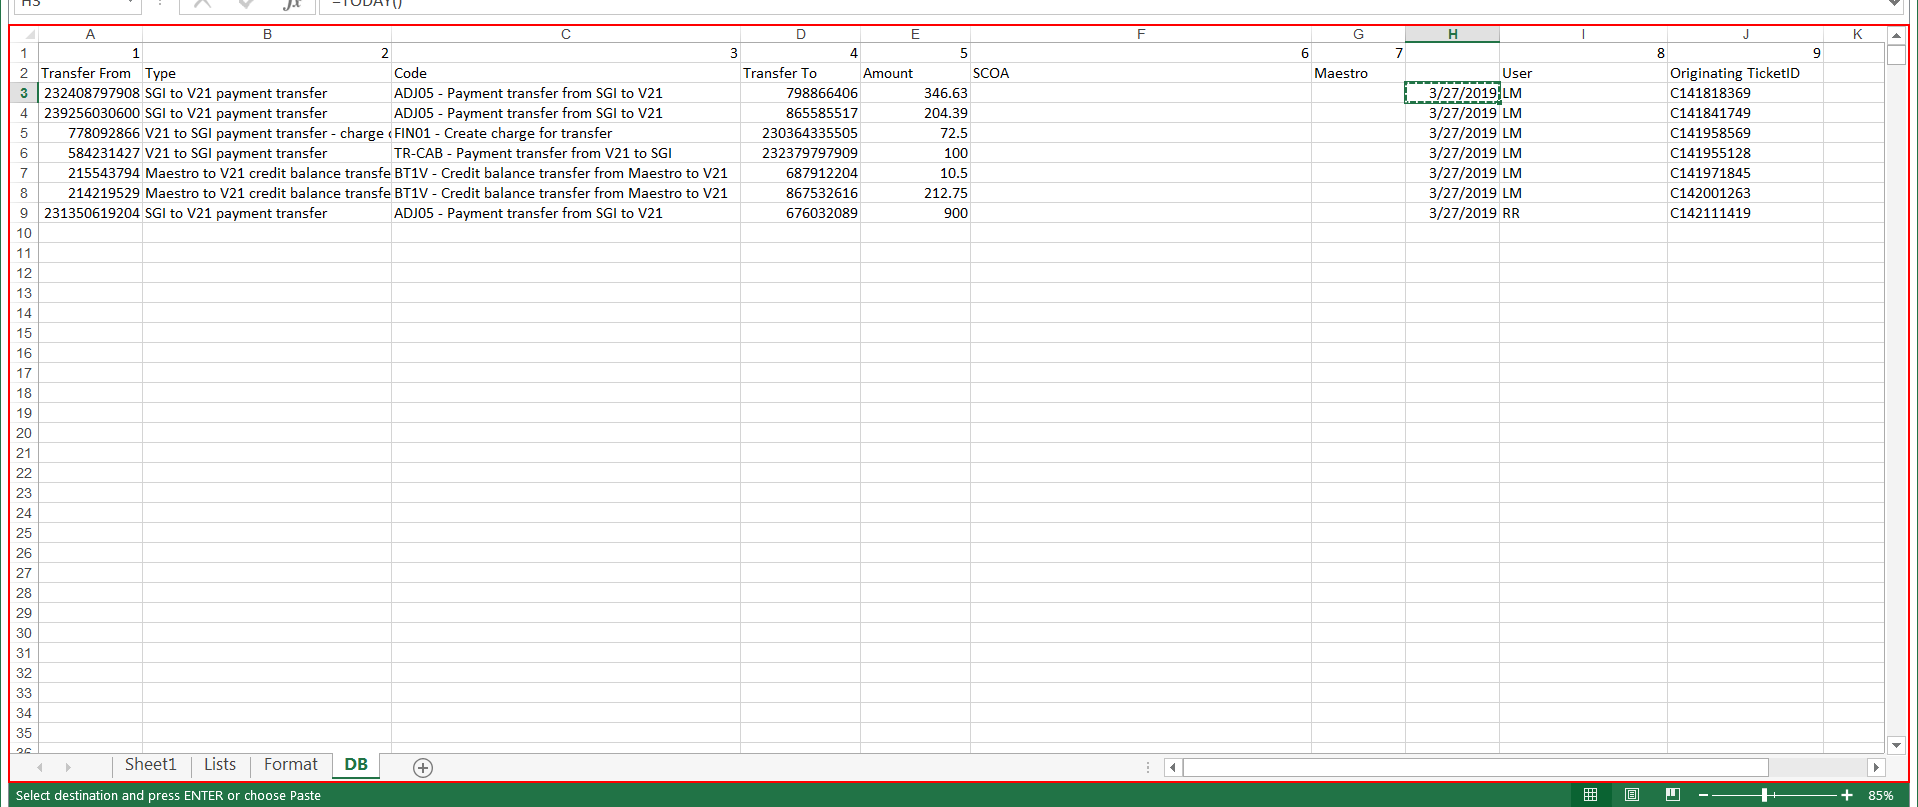 H3 fx =TODAY()
A B C D E F G H I J K
1 1 2 3 4 5 6 7 8 9
2 Transfer From Type Code Transfer To Amount SCOA Maestro User Originating TicketID
3 232408797908 SGI to V21 payment transfer ADJ05 - Payment transfer from SGI to V21 798866406 346.63 3/27/2019 LM C141818369
4 239256030600 SGI to V21 payment transfer ADJ05 - Payment transfer from SGI to V21 865585517 204.39 3/27/2019 LM C141841749
5 778092866 V21 to SGI payment transfer - charge FIN01 - Create charge for transfer 230364335505 72.5 3/27/2019 LM C141958569
6 584231427 V21 to SGI payment transfer TR-CAB - Payment transfer from V21 to SGI 232379797909 100 3/27/2019 LM C141955128
7 215543794 Maestro to V21 credit balance transfe BT1V - Credit balance transfer from Maestro to V21 687912204 10.5 3/27/2019 LM C141971845
8 214219529 Maestro to V21 credit balance transfe BT1V - Credit balance transfer from Maestro to V21 867532616 212.75 3/27/2019 LM C142001263
9 231350619204 SGI to V21 payment transfer ADJ05 - Payment transfer from SGI to V21 676032089 900 3/27/2019 RR C142111419
10
11
12
13
14
15
16
17
18
19
20
21
22
23
24
25
26
27
28
29
30
31
32
33
34
35
36
Sheet1 Lists Format DB
Select destination and press ENTER or choose Paste 85%